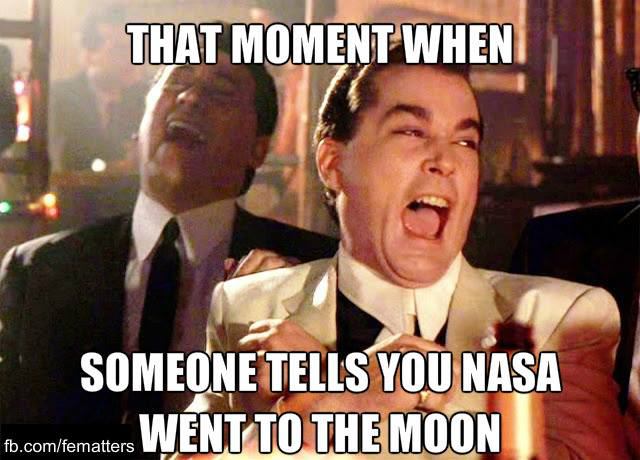 THAT MOMENT WHEN
SOMEONE TELLS YOU NASA
WENT TO THE MOON
fb.com/fematters